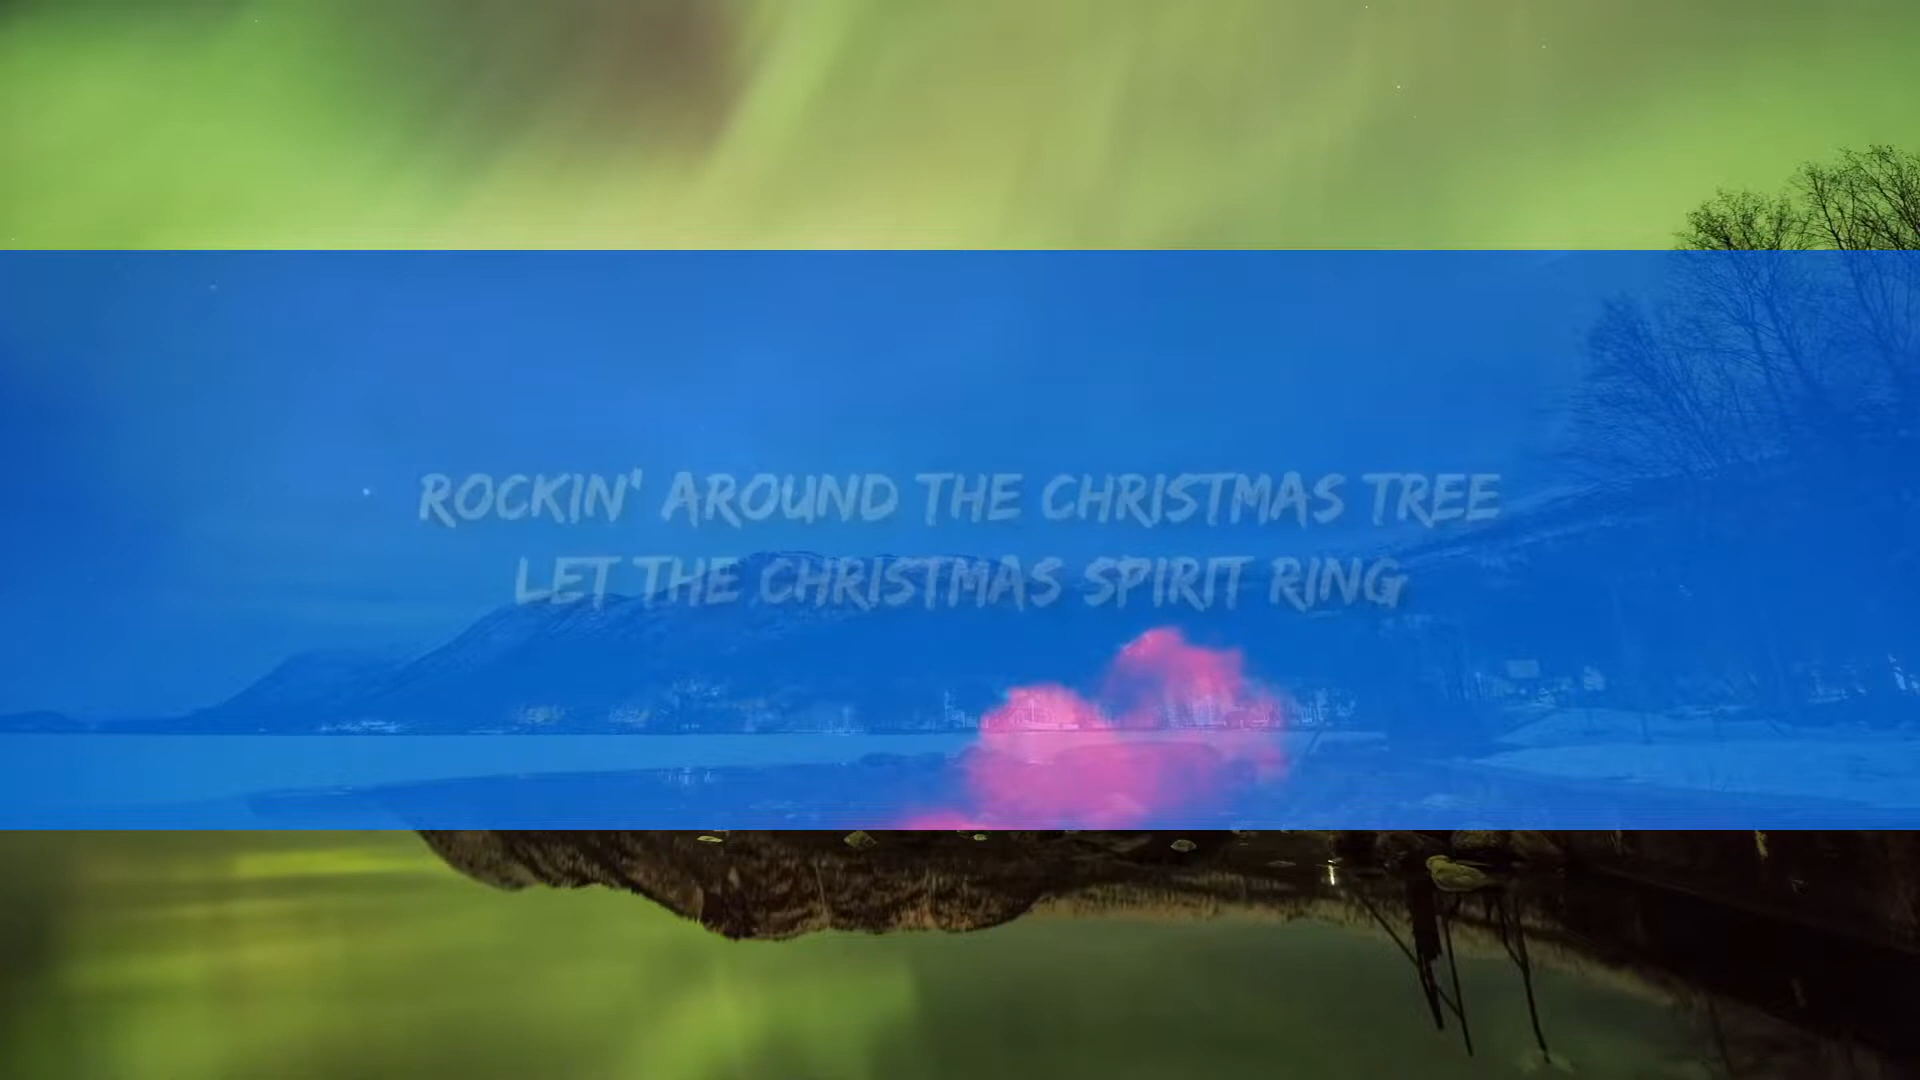 ROCKIN' AROUND THE CHRISTMAS TREE
LET THE CHRISTMAS SPIRIT RING